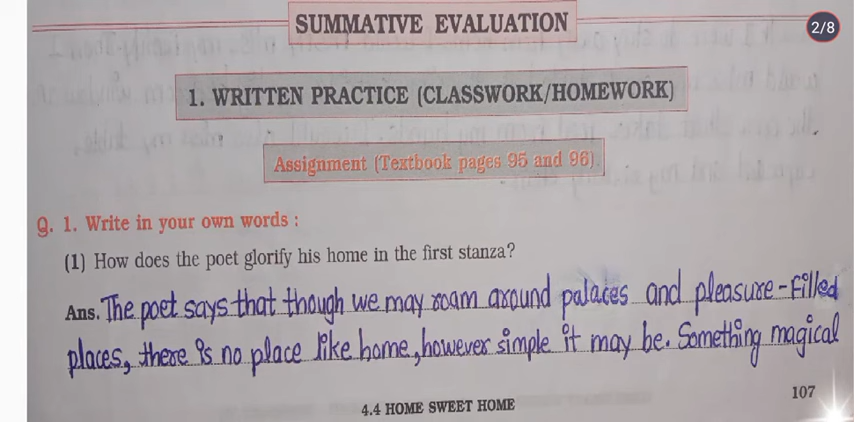 SUMMATIVE EVALUATION
2/8
1. WRITTEN PRACTICE (CLASSWORK/HOMEWORK)
Assignment (Textbook pages 95 and 96).
Q. 1. Write in your own words :
(1) How does the poet glorify his home in the first stanza?
Ans. The poet says that though we may roam around palaces and pleasure-filled
places, there is no place like home, however simple it may be. Something magical
107
4.4 HOME SWEET HOME